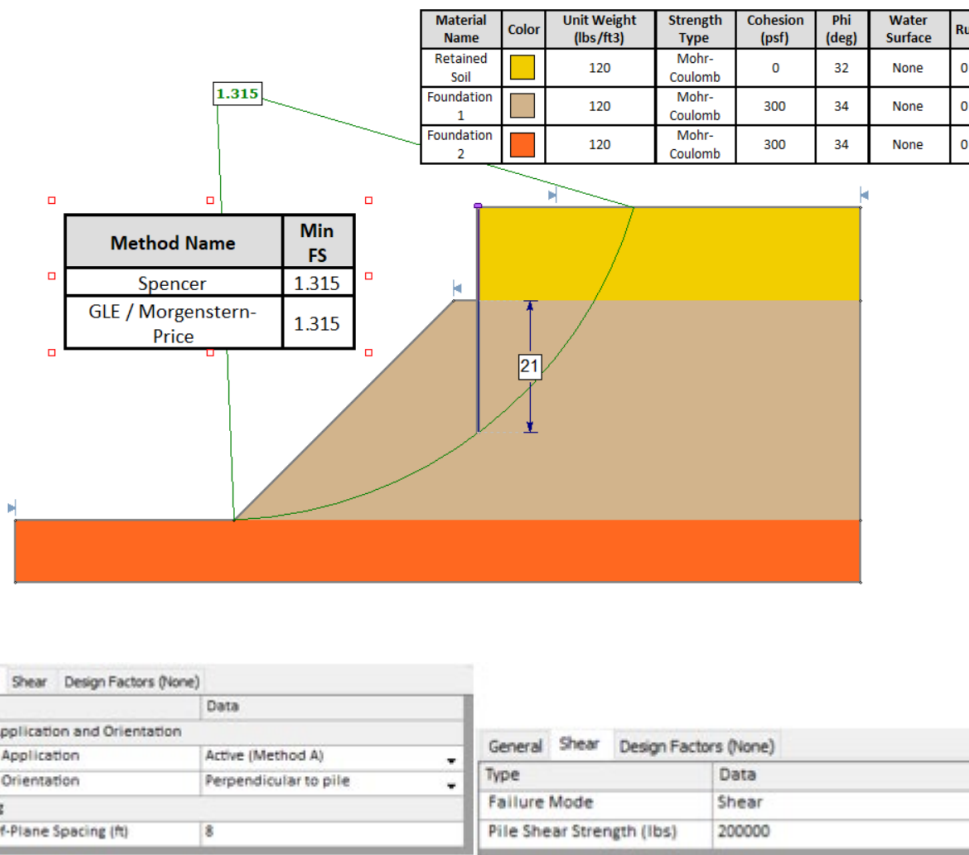 Material Name Color Unit Weight (lbs/ft3) Strength Type Cohesion (psf) Phi (deg) Water Surface Ru
Retained Soil 120 Mohr-Coulomb 0 32 None 0
Foundation 1 120 Mohr-Coulomb 300 34 None 0
Foundation 2 120 Mohr-Coulomb 300 34 None 0
1.315
Method Name Min FS
Spencer 1.315
GLE / Morgenstern-Price 1.315
21
Shear Design Factors (None)
Data
pplication and Orientation
Application Active (Method A)
Orientation Perpendicular to pile
g
f-Plane Spacing (ft) 8
General Shear Design Factors (None)
Type Data
Failure Mode Shear
Pile Shear Strength (lbs) 200000